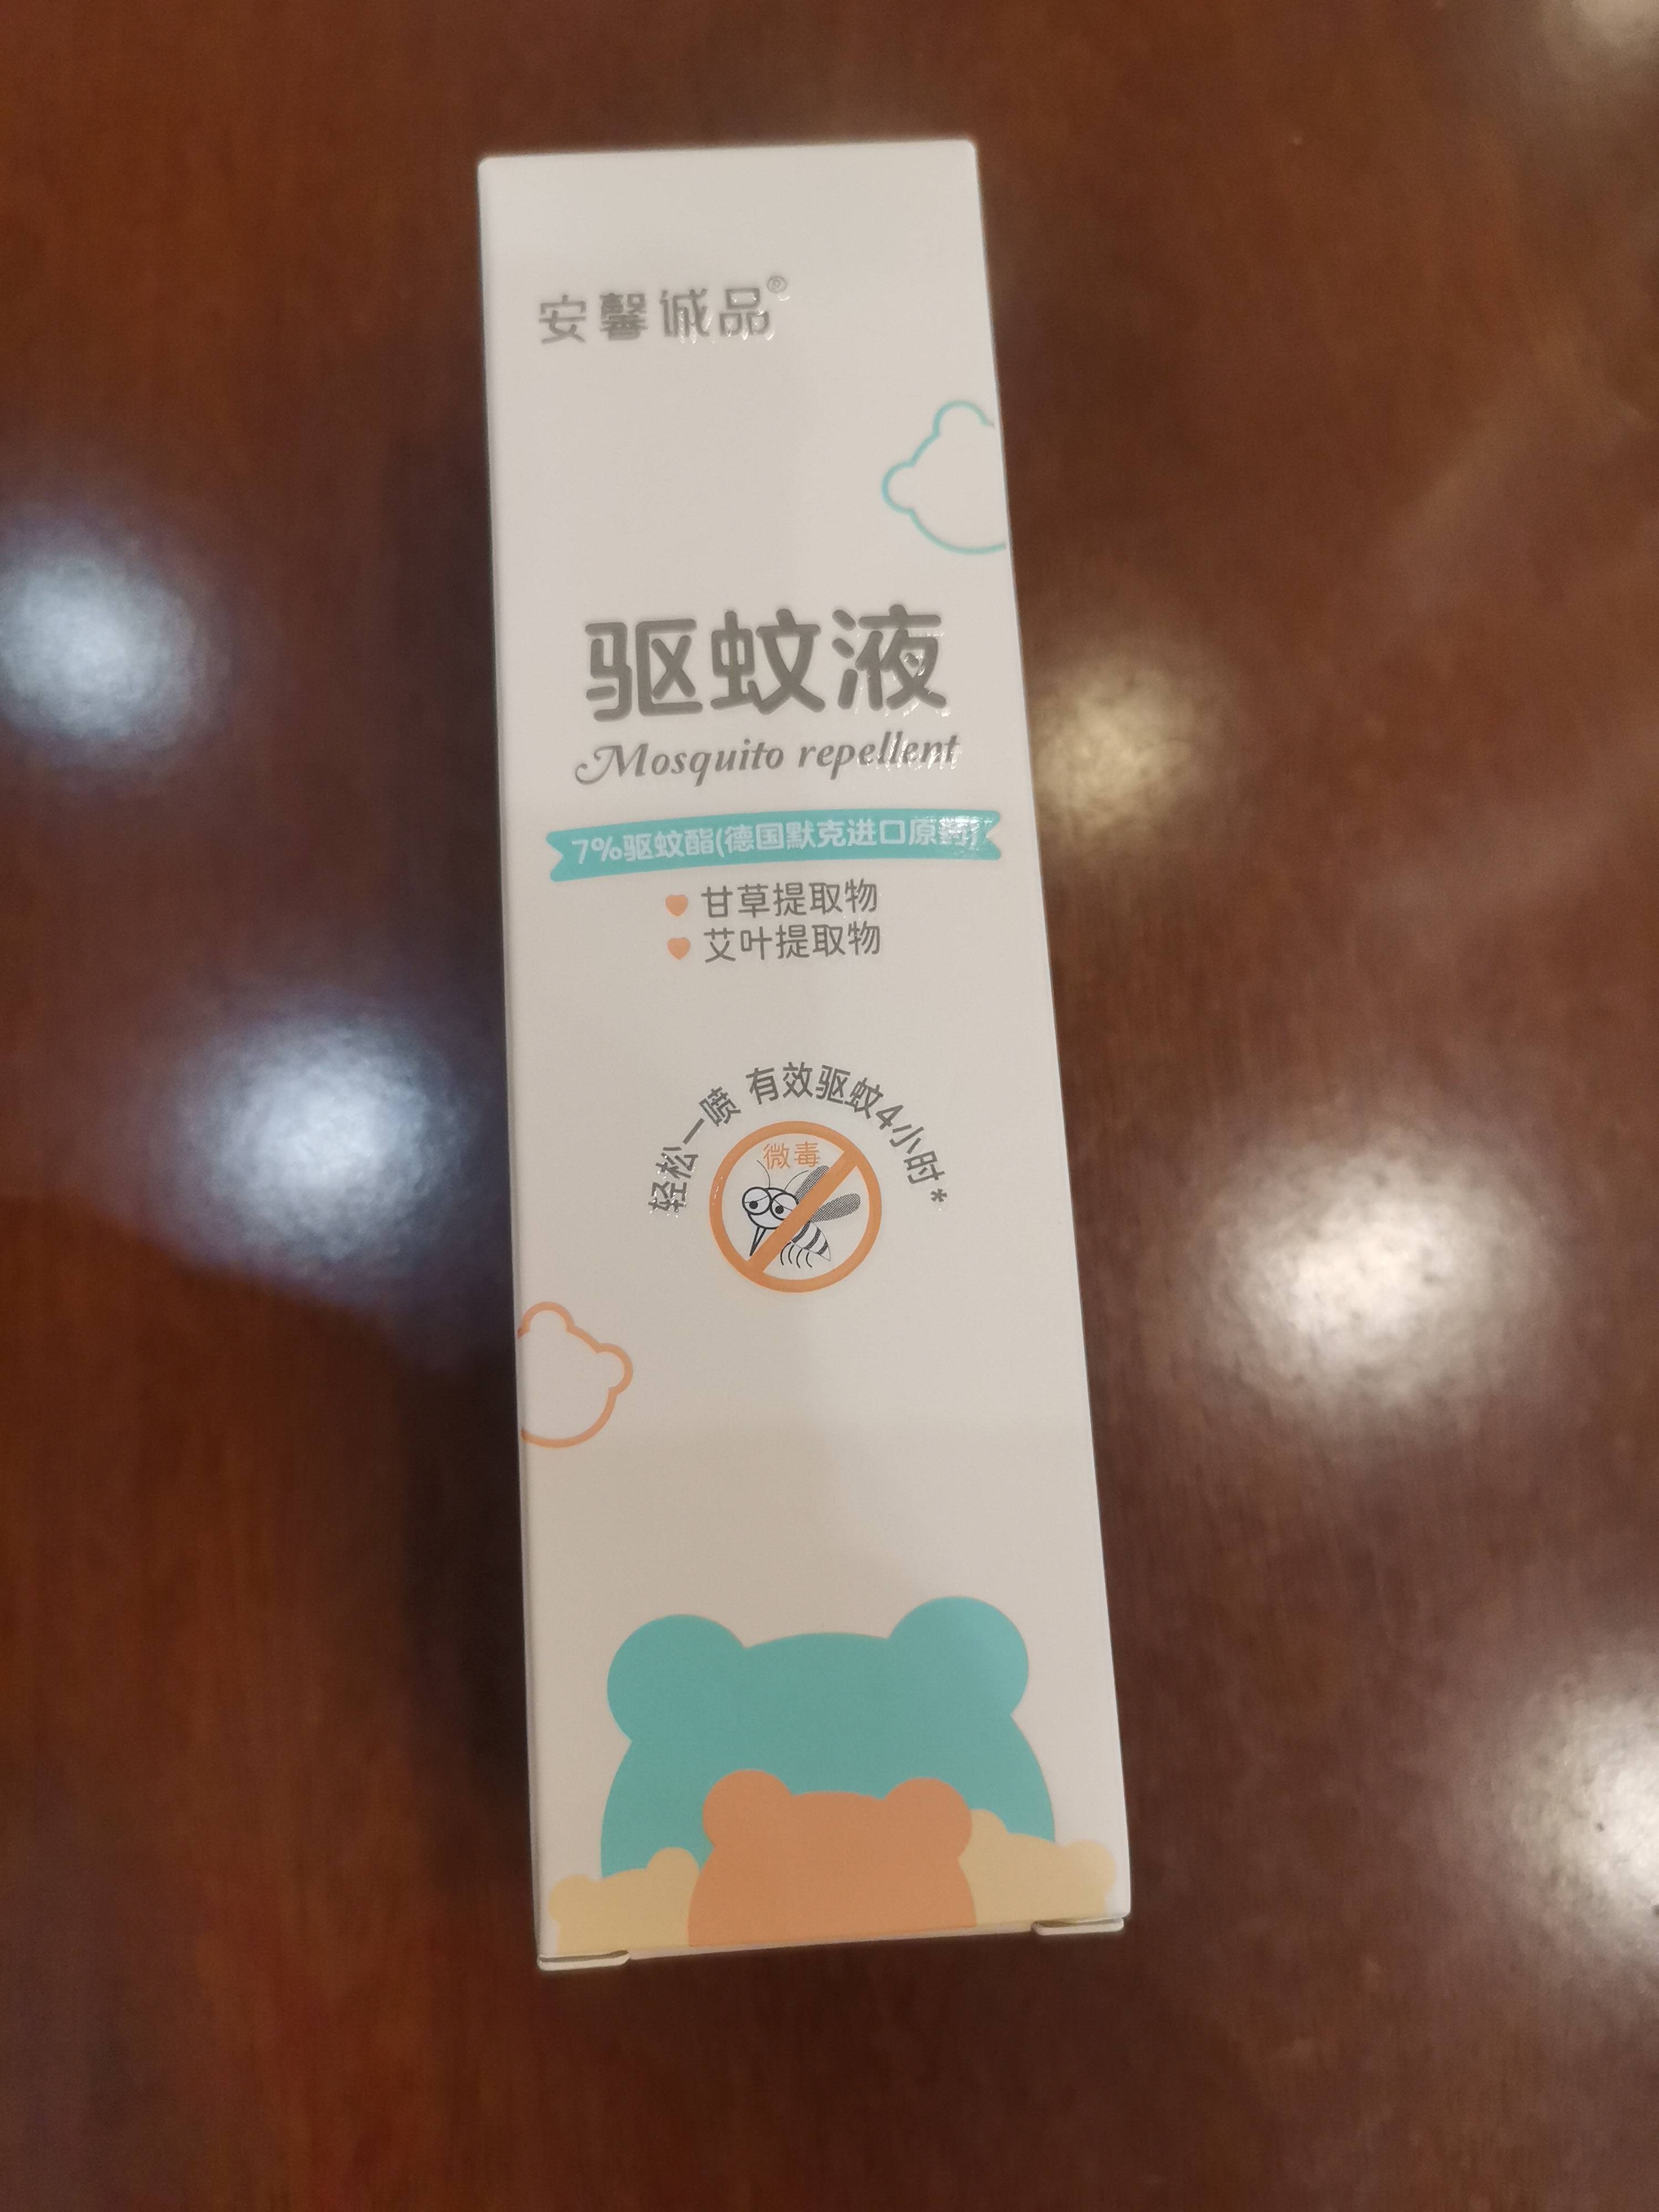 安馨诚品®
驱蚊液
Mosquito repellent
7%驱蚊酯(德国默克进口原药)
甘草提取物
艾叶提取物
轻松一喷 有效驱蚊4小时*
微毒